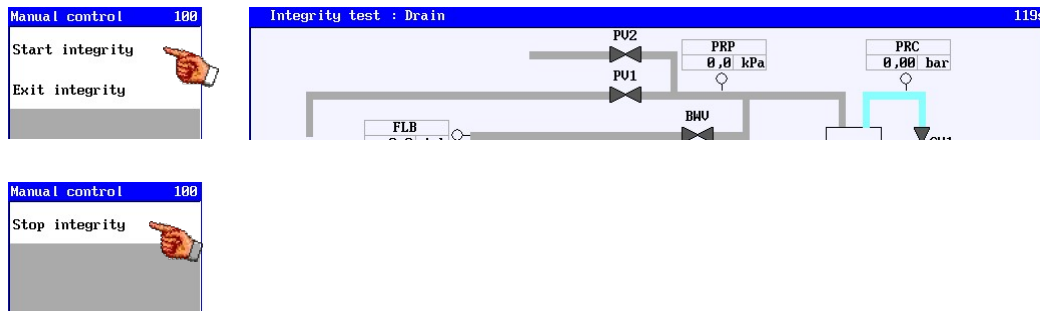 Manual control 100
Start integrity
Exit integrity
Integrity test : Drain 119s
PV2
PRP
0,0 kPa
PRC
0,00 bar
PV1
FLB
BWV
Manual control 100
Stop integrity